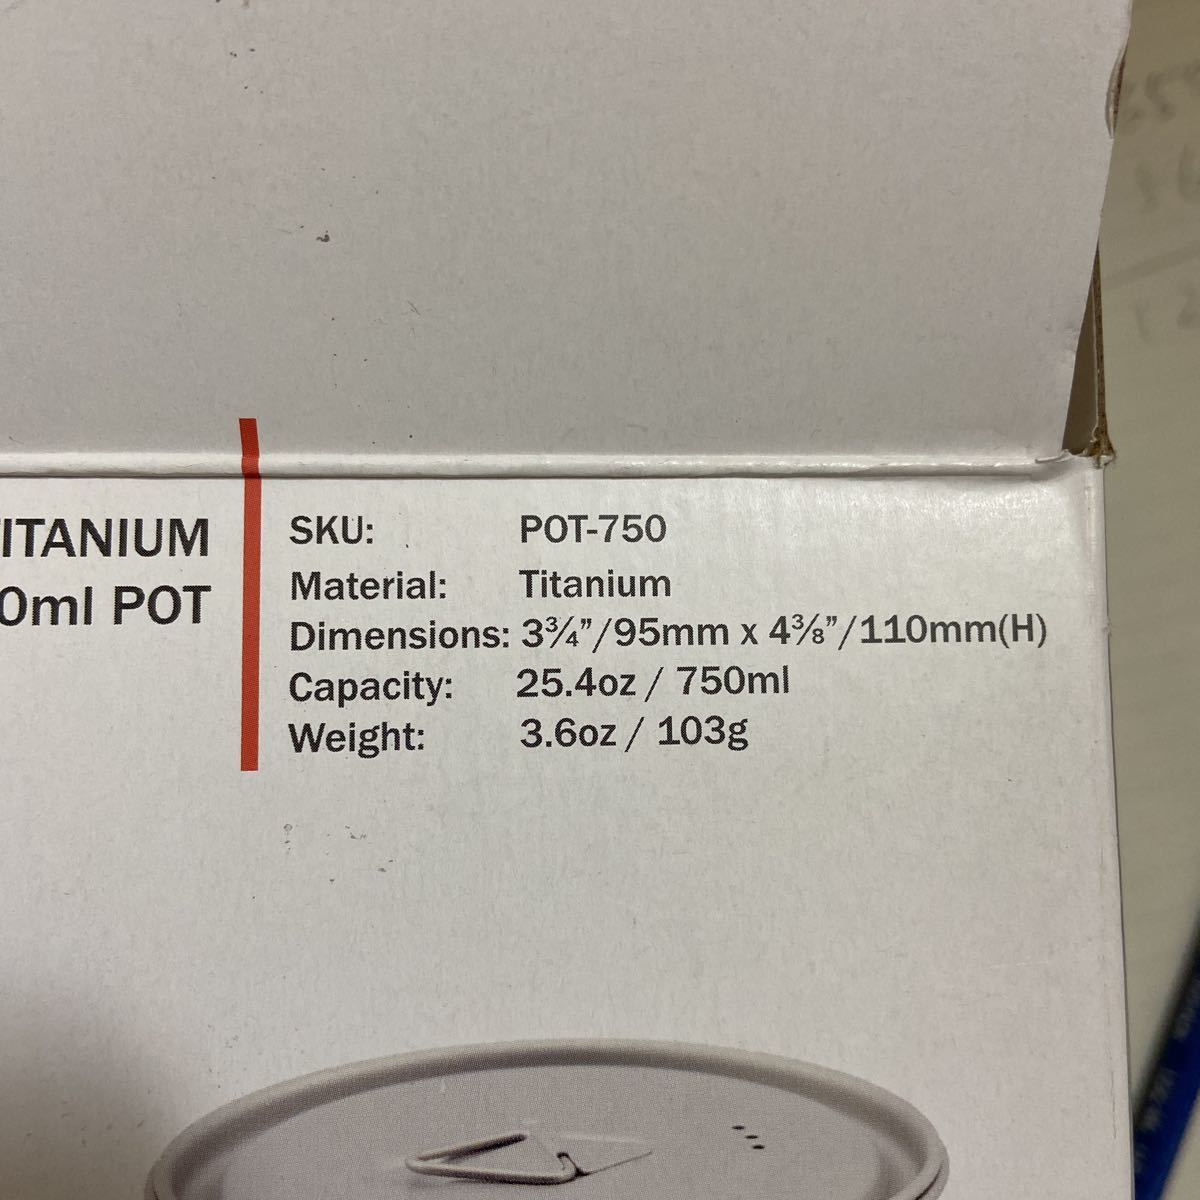 ITANIUM
0ml POT
SKU: POT-750
Material: Titanium
Dimensions: 3¾”/95mm x 4⅜”/110mm(H)
Capacity: 25.4oz / 750ml
Weight: 3.6oz / 103g